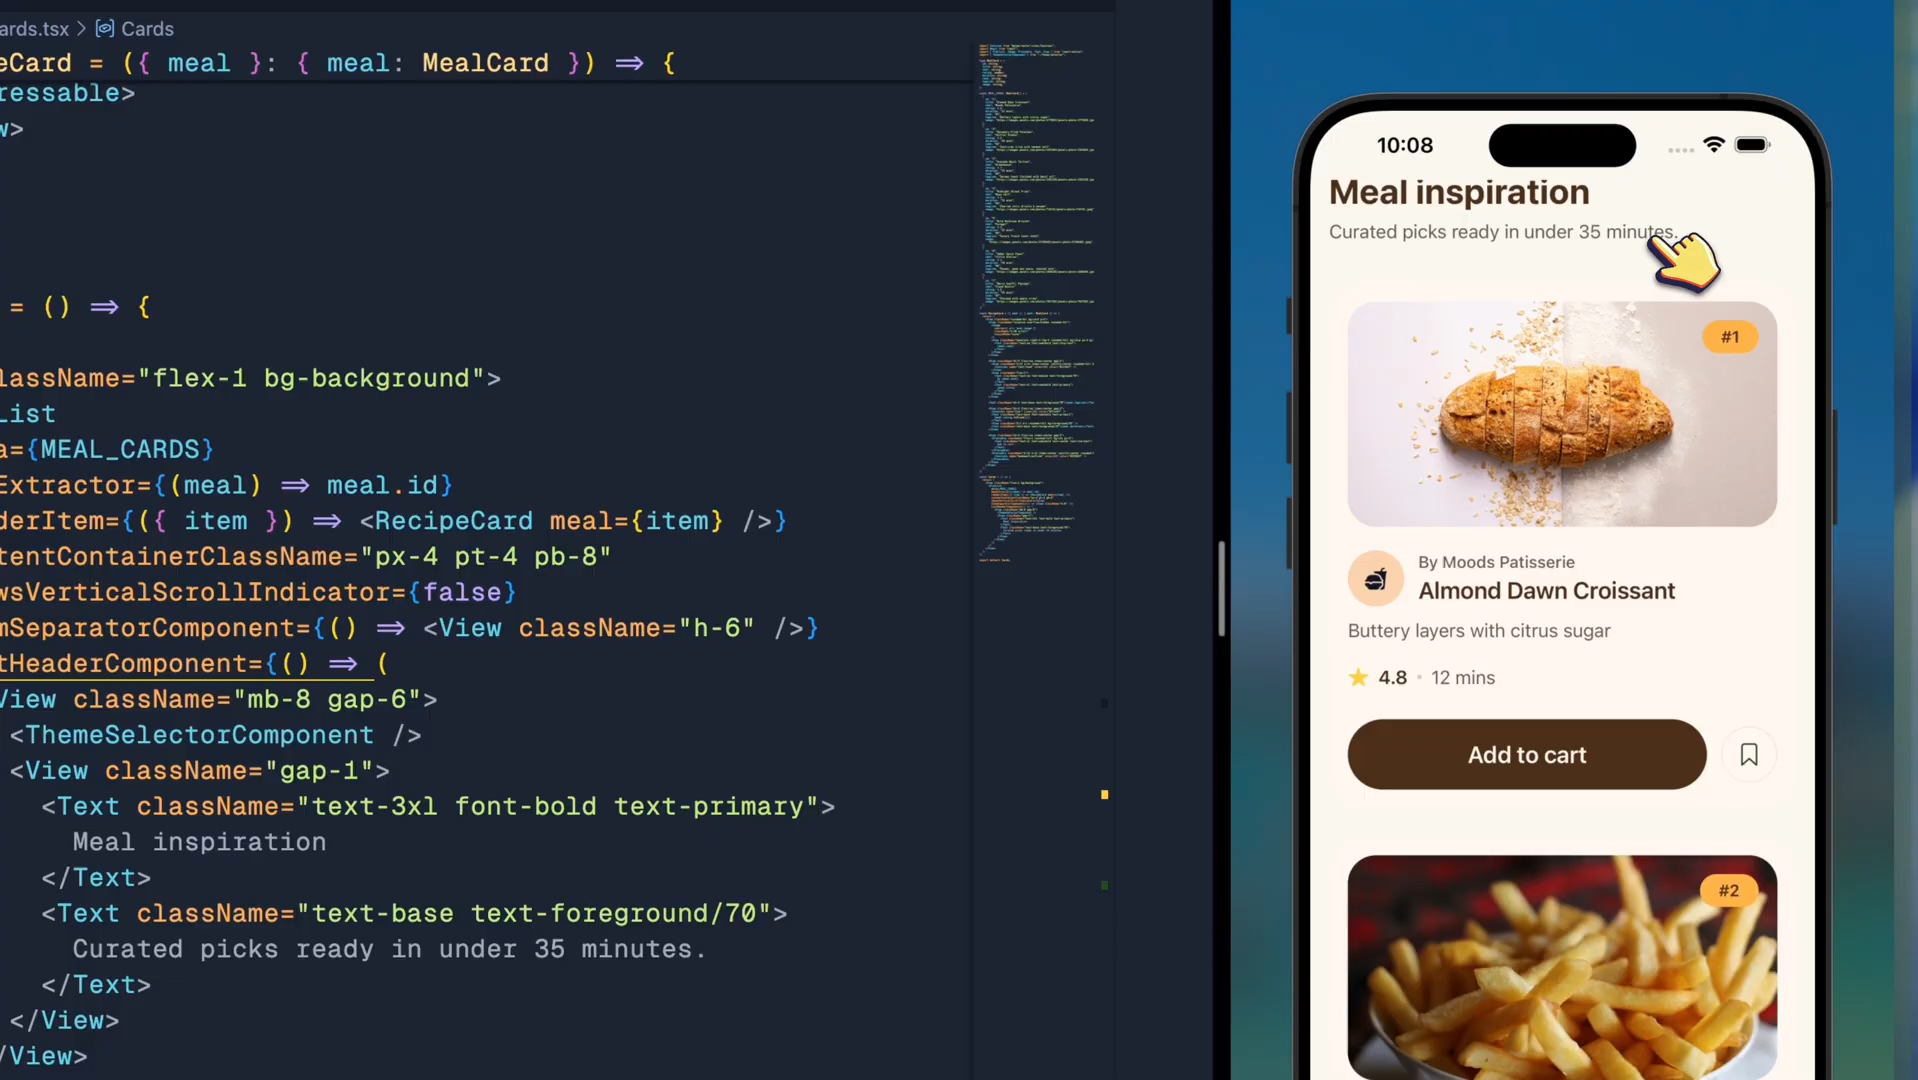 ards.tsx > Cards
eCard = ({ meal }: { meal: MealCard }) => {
ressable>
w>
= () => {
lassName="flex-1 bg-background">
List
a={MEAL_CARDS}
Extractor={(meal) => meal.id}
derItem={({ item }) => <RecipeCard meal={item} />}
tentContainerClassName="px-4 pt-4 pb-8"
wsVerticalScrollIndicator={false}
mSeparatorComponent={() => <View className="h-6" />}
tHeaderComponent={() => (
View className="mb-8 gap-6">
<ThemeSelectorComponent />
<View className="gap-1">
<Text className="text-3xl font-bold text-primary">
Meal inspiration
</Text>
<Text className="text-base text-foreground/70">
Curated picks ready in under 35 minutes.
</Text>
</View>
/View>
10:08
Meal inspiration
Curated picks ready in under 35 minutes.
#1
By Moods Patisserie
Almond Dawn Croissant
Buttery layers with citrus sugar
4.8 • 12 mins
Add to cart
#2